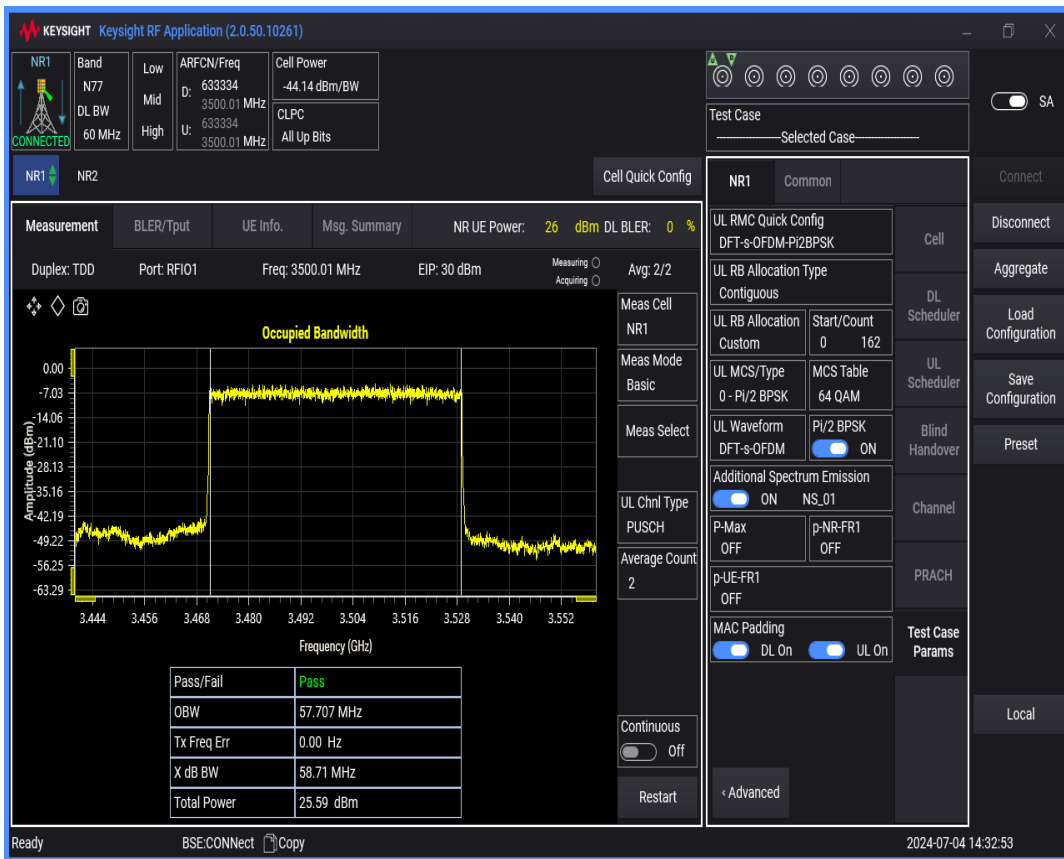 KEYSIGHT Keysight RF Application (2.0.50.10261)
NR1
CONNECTED
Band
N77
DL BW
60 MHz
Low
Mid
High
ARFCN/Freq
D: 633334
3500.01 MHz
U: 633334
3500.01 MHz
Cell Power
-44.14 dBm/BW
CLPC
All Up Bits
Test Case
Selected Case
SA
NR1 NR2
Cell Quick Config
NR1 Common
Connect
Measurement BLER/Tput UE Info. Msg. Summary NR UE Power: 26 dBm DL BLER: 0 %
Duplex: TDD Port: RFIO1 Freq: 3500.01 MHz EIP: 30 dBm Measuring Avg: 2/2
Acquiring
Occupied Bandwidth
Amplitude (dBm)
0.00
-7.03
-14.06
-21.10
-28.13
-35.16
-42.19
-49.22
-56.25
-63.29
3.444 3.456 3.468 3.480 3.492 3.504 3.516 3.528 3.540 3.552
Frequency (GHz)
Pass/Fail Pass
OBW 57.707 MHz
Tx Freq Err 0.00 Hz
X dB BW 58.71 MHz
Total Power 25.59 dBm
Meas Cell
NR1
Meas Mode
Basic
Meas Select
UL Chnl Type
PUSCH
Average Count
2
Continuous
Off
Restart
UL RMC Quick Config
DFT-s-OFDM-Pi2BPSK
UL RB Allocation Type
Contiguous
UL RB Allocation Start/Count
Custom 0 162
UL MCS/Type MCS Table
0 - Pi/2 BPSK 64 QAM
UL Waveform Pi/2 BPSK
DFT-s-OFDM ON
Additional Spectrum Emission
ON NS_01
P-Max p-NR-FR1
OFF OFF
p-UE-FR1
OFF
MAC Padding
DL On UL On
‹ Advanced
Cell
DL
Scheduler
UL
Scheduler
Blind
Handover
Channel
PRACH
Test Case
Params
Disconnect
Aggregate
Load
Configuration
Save
Configuration
Preset
Local
Ready BSE:CONNect Copy 2024-07-04 14:32:53